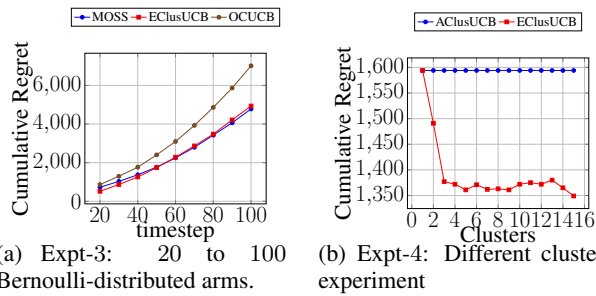 MOSS EClusUCB OCUCB
Cumulative Regret
6,000
4,000
2,000
0
20 40 60 80 100
timestep
(a) Expt-3: 20 to 100
Bernoulli-distributed arms.
AClusUCB EClusUCB
Cumulative Regret
1,600
1,550
1,500
1,450
1,400
1,350
0 2 4 6 8 10 12 14 16
Clusters
(b) Expt-4: Different cluste
experiment